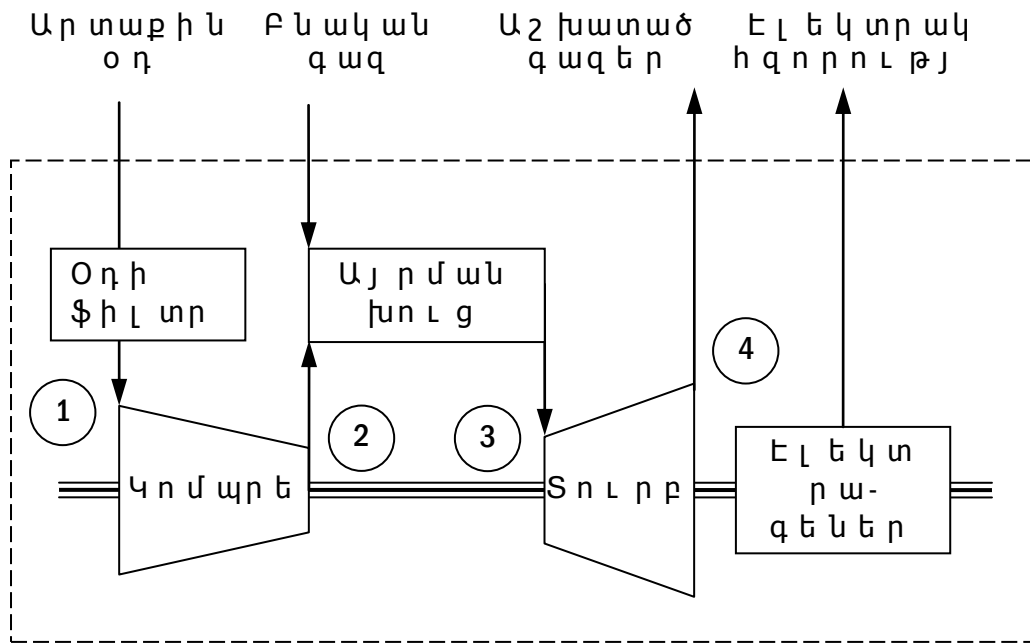 Արտաքին
օդ
Բնական
գազ
Աշխատած
գազեր
Էլեկտրակ
հզորությ
Օդի
ֆիլտր
Այրման
խուց
4
1
2
3
Կոմպրե
Տուրբ
Էլեկտ
րա-
գեներ